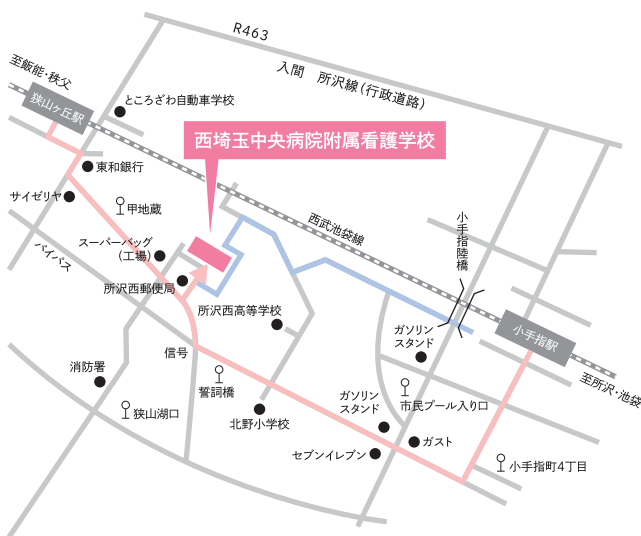 R463
入間 所沢線（行政道路）
至飯能・秩父
狭山ヶ丘駅
ところざわ自動車学校
西埼玉中央病院附属看護学校
東和銀行
サイゼリヤ
甲地蔵
西武池袋線
小手指陸橋
バイパス
スーパーバッグ
（工場）
所沢西郵便局
所沢西高等学校
ガソリン
スタンド
小手指駅
至所沢・池袋
信号
消防署
誓詞橋
狭山湖口
北野小学校
ガソリン
スタンド
市民プール入り口
セブンイレブン
ガスト
小手指町4丁目